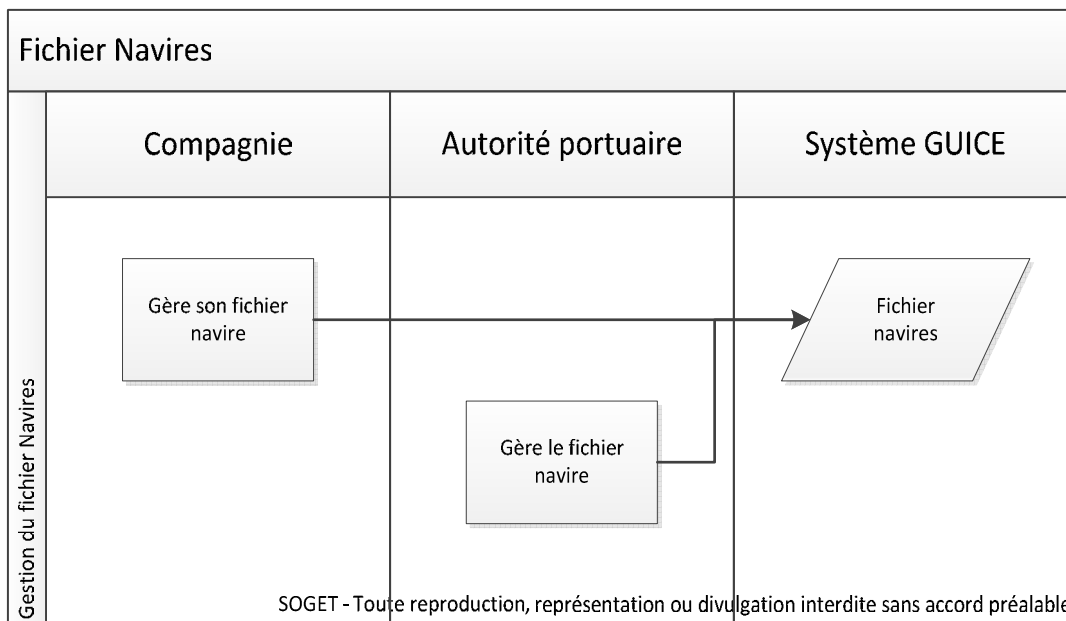 Fichier Navires
Compagnie
Autorité portuaire
Système GUICE
Gère son fichier
navire
Fichier
navires
Gère le fichier
navire
Gestion du fichier Navires
SOGET - Toute reproduction, représentation ou divulgation interdite sans accord préalable